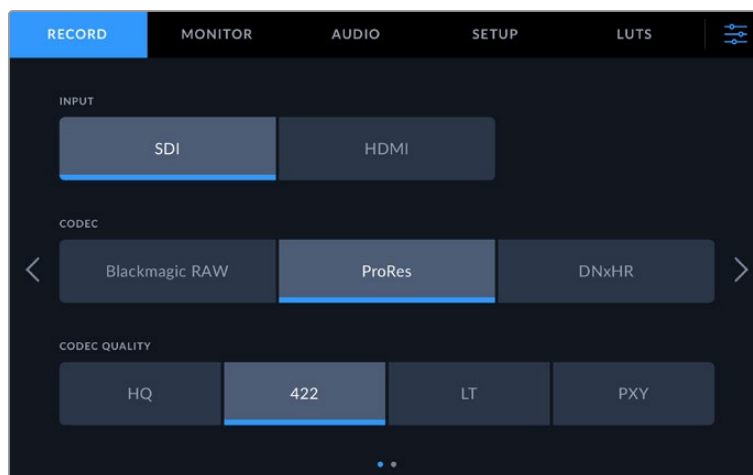 RECORD MONITOR AUDIO SETUP LUTS
INPUT
SDI HDMI
CODEC
Blackmagic RAW ProRes DNxHR
CODEC QUALITY
HQ 422 LT PXY